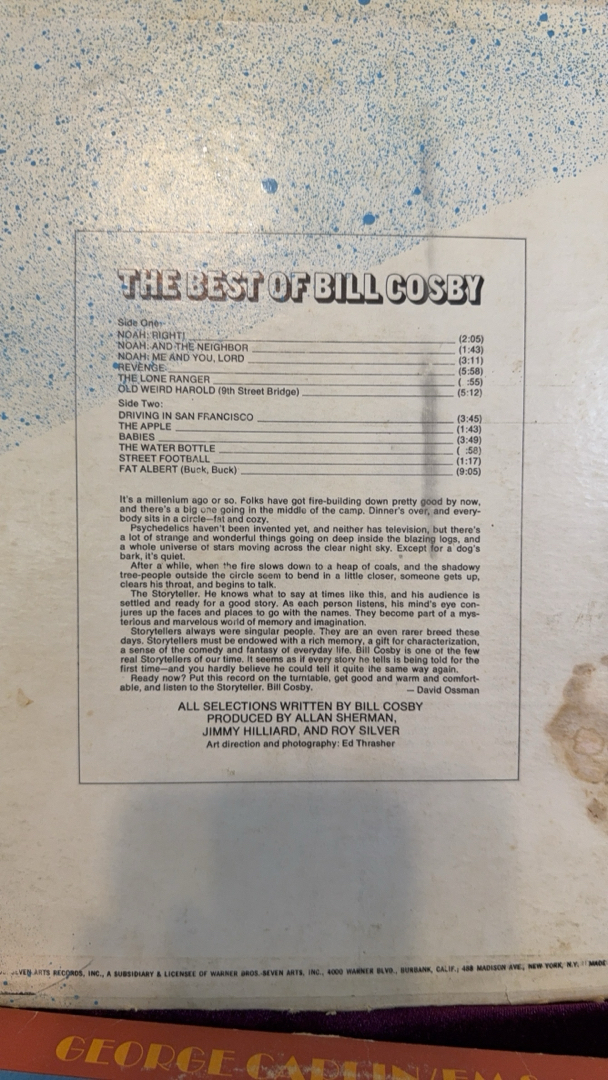 THE BEST OF BILL COSBY
Side One:
NOAH: RIGHT! (2:05)
NOAH: AND THE NEIGHBOR (1:43)
NOAH: ME AND YOU, LORD (3:11)
REVENGE (5:58)
THE LONE RANGER ( :55)
OLD WEIRD HAROLD (9th Street Bridge) (5:12)
Side Two:
DRIVING IN SAN FRANCISCO (3:45)
THE APPLE (1:43)
BABIES (3:49)
THE WATER BOTTLE ( :58)
STREET FOOTBALL (1:17)
FAT ALBERT (Buck, Buck) (9:05)
It's a millenium ago or so. Folks have got fire-building down pretty good by now,
and there's a big one going in the middle of the camp. Dinner's over, and every-
body sits in a circle—fat and cozy.
Psychedelics haven't been invented yet, and neither has television, but there's
a lot of strange and wonderful things going on deep inside the blazing logs, and
a whole universe of stars moving across the clear night sky. Except for a dog's
bark, it's quiet.
After a while, when the fire slows down to a heap of coals, and the shadowy
tree-people outside the circle seem to bend in a little closer, someone gets up,
clears his throat, and begins to talk.
The Storyteller. He knows what to say at times like this, and his audience is
settled and ready for a good story. As each person listens, his mind's eye con-
jures up the faces and places to go with the names. They become part of a mys-
terious and marvelous world of memory and imagination.
Storytellers always were singular people. They are an even rarer breed these
days. Storytellers must be endowed with a rich memory, a gift for characterization,
a sense of the comedy and fantasy of everyday life. Bill Cosby is one of the few
real Storytellers of our time. It seems as if every story he tells is being told for the
first time—and you hardly believe he could tell it quite the same way again.
Ready now? Put this record on the turntable, get good and warm and comfort-
able, and listen to the Storyteller. Bill Cosby.
— David Ossman
ALL SELECTIONS WRITTEN BY BILL COSBY
PRODUCED BY ALLAN SHERMAN,
JIMMY HILLIARD, AND ROY SILVER
Art direction and photography: Ed Thrasher
ARTS RECORDS, INC., A SUBSIDIARY & LICENSEE OF WARNER BROS.-SEVEN ARTS, INC., 4000 WARNER BLVD., BURBANK, CALIF.; 488 MADISON AVE., NEW YORK, N.Y. MADE
GEORGE CARLIN/